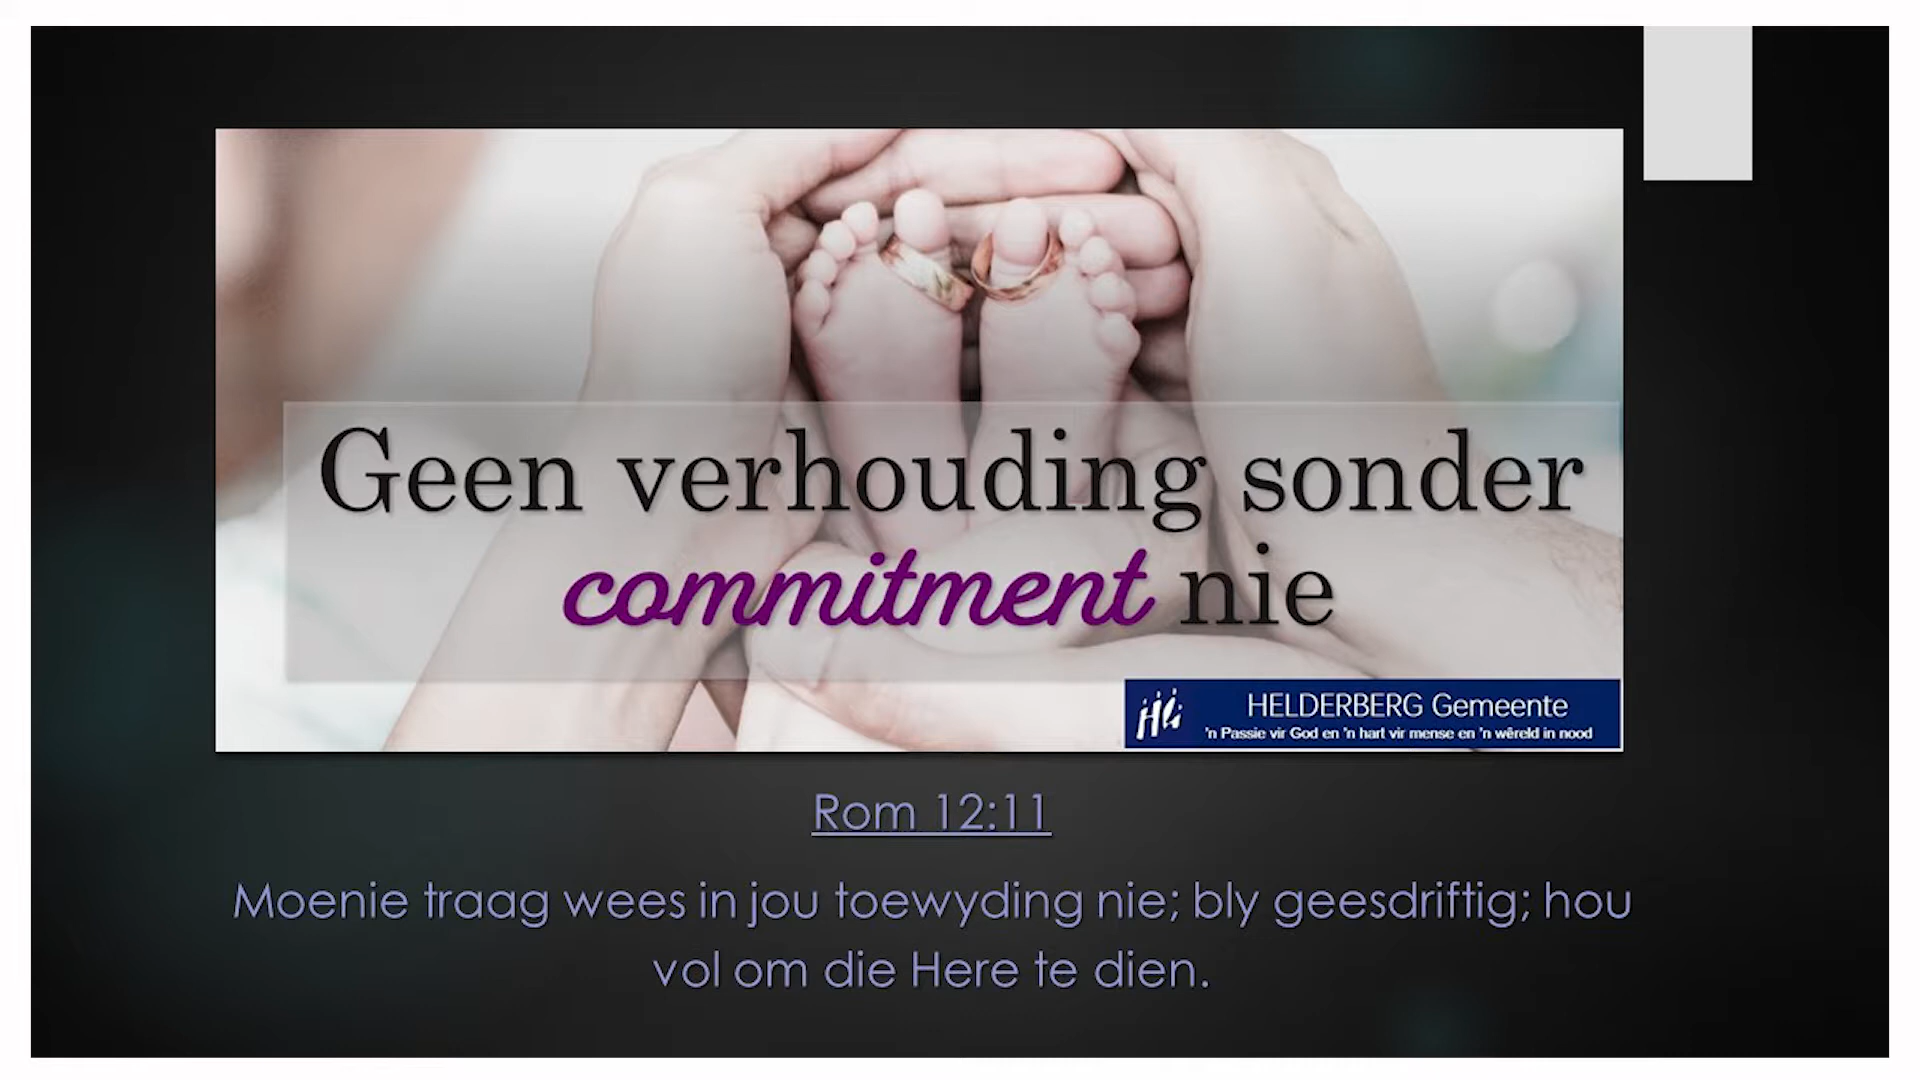 Geen verhouding sonder
commitment nie
HELDERBERG Gemeente
'n Passie vir God en 'n hart vir mense en 'n wêreld in nood
Rom 12:11
Moenie traag wees in jou toewyding nie; bly geesdriftig; hou
vol om die Here te dien.